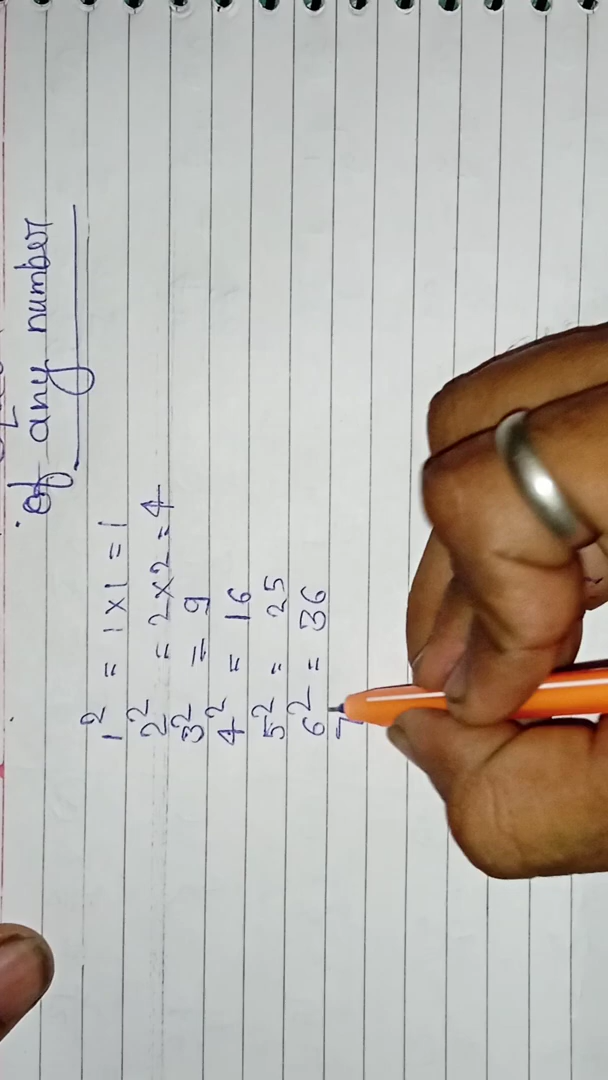 of any number
1² = 1×1 = 1
2² = 2×2 = 4
3² = 9
4² = 16
5² = 25
6² = 36
7